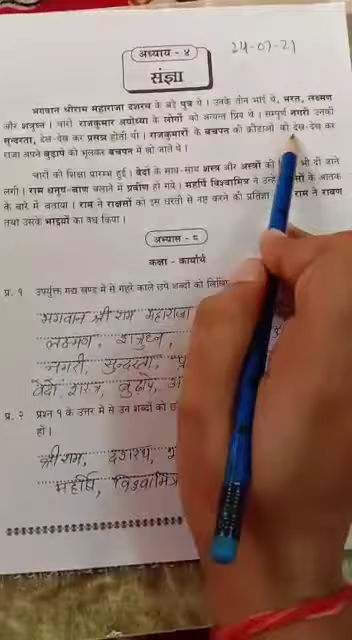 अध्याय - ४
24-07-21
संज्ञा
भगवान श्रीराम महाराजा दशरथ के बड़े पुत्र थे। उनके तीन भाई थे, भरत, लक्ष्मण
और शत्रुघ्न। चारों राजकुमार अयोध्या के लोगों को अत्यन्त प्रिय थे। सम्पूर्ण नगरी उनकी
सुन्दरता, देख-देख कर प्रसन्न होती थी। राजकुमारों के बचपन की क्रीडाओं को देख-देख कर
राजा अपने बुढ़ापे को भूलकर बचपन में खो जाते थे।
चारों की शिक्षा प्रारम्भ हुई। वेदों के साथ-साथ शस्त्र और अस्त्रों की भी दी जाने
लगी। राम धनुष-बाण चलाने में प्रवीण हो गये। महर्षि विश्वामित्र ने उन्हें के आतंक
के बारे में बताया। राम ने राक्षसों को इस धरती से नष्ट करने की प्रतिज्ञा राम ने रावण
तथा उसके भाइयों का वध किया।
अभ्यास - ८
कक्षा - कार्यार्थ
प्र. १ उपर्युक्त गद्य खण्ड में से गहरे काले छपे शब्दों को लिखिए
भगवान श्री राम महाराजा
लक्ष्मण, शत्रुघ्न,
नगरी, सुन्दरता,
वेदों शस्त्र, बुढ़ापे,
प्र. २ प्रश्न १ के उत्तर में से उन शब्दों को
हो।
श्रीराम, दशरथ,
महर्षि, विश्वामित्र